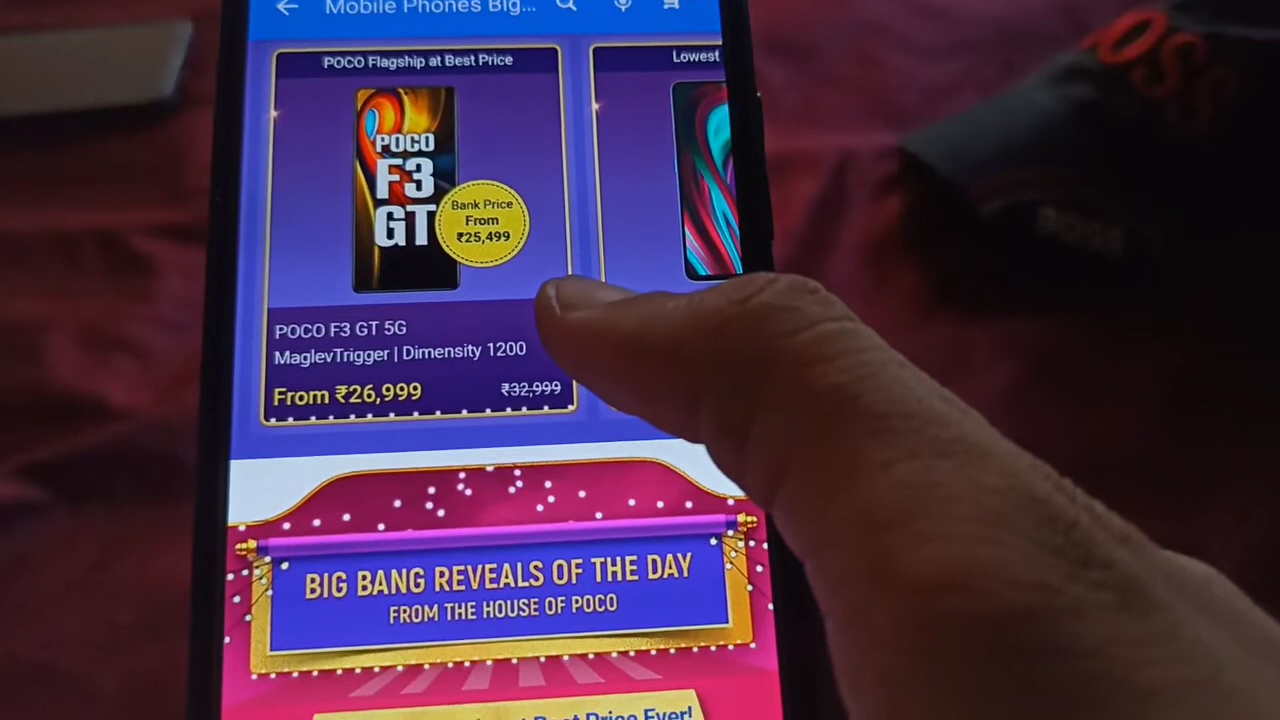 Mobile Phones Big...
POCO Flagship at Best Price
Lowest
POCO
F3
GT
Bank Price
From
₹25,499
POCO F3 GT 5G
MaglevTrigger | Dimensity 1200
From ₹26,999
₹32,999
BIG BANG REVEALS OF THE DAY
FROM THE HOUSE OF POCO
Best Price Ever!